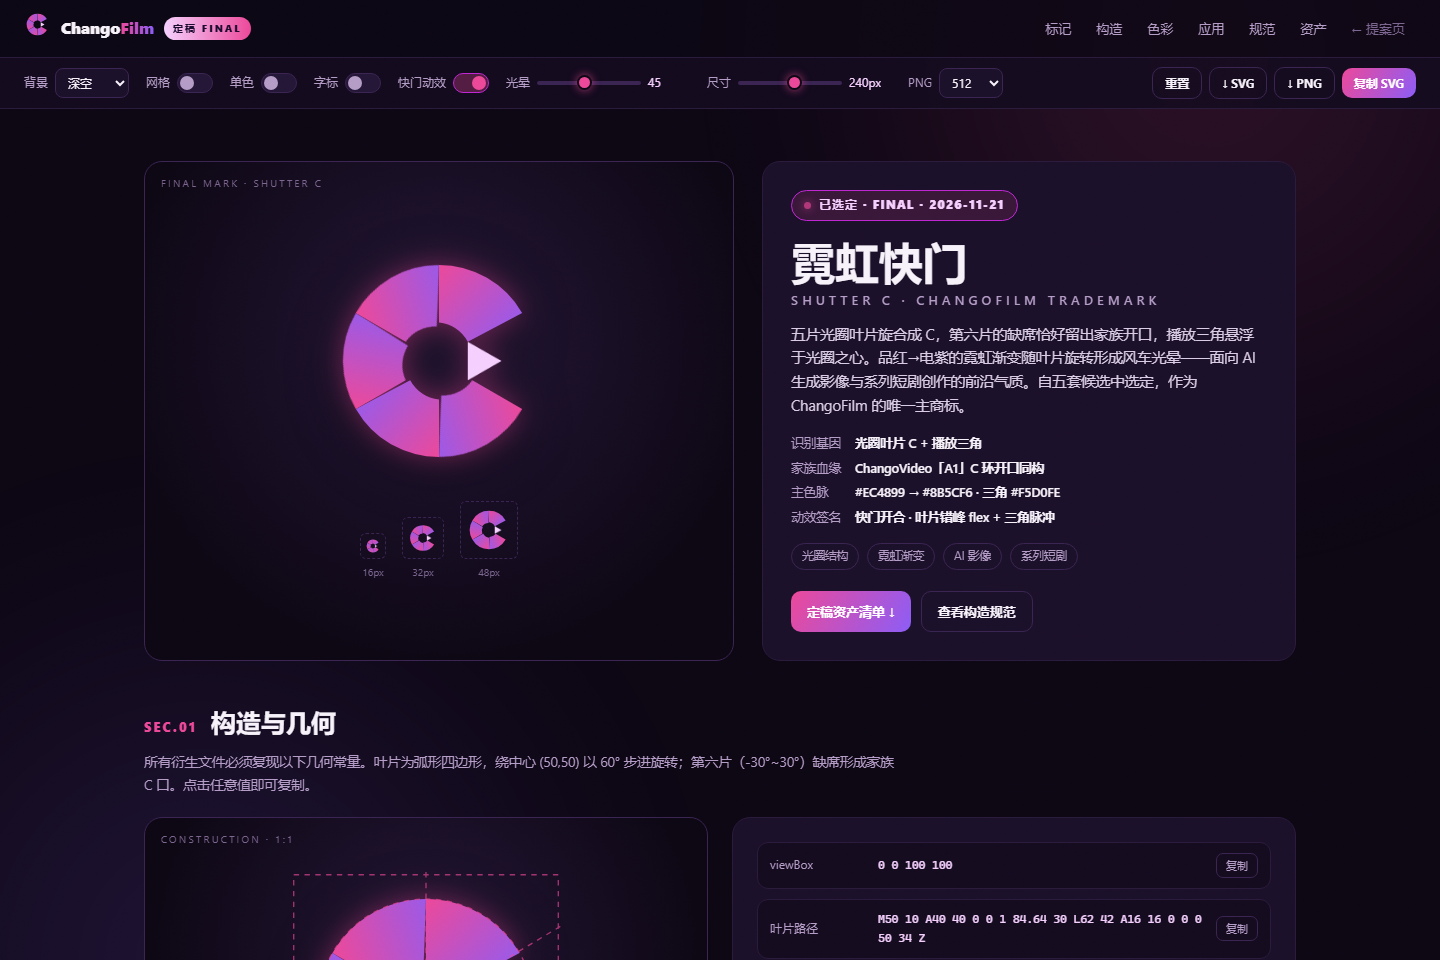 ChangoFilm 定稿 FINAL 标记 构造 色彩 应用 规范 资产 ← 提案页
背景 深空 网格 单色 字标 快门动效 光晕 45 尺寸 240px PNG 512 重置 ↓ SVG ↓ PNG 复制 SVG
FINAL MARK · SHUTTER C
16px 32px 48px
已选定 · FINAL · 2026-11-21
霓虹快门
SHUTTER C · CHANGOFILM TRADEMARK
五片光圈叶片旋合成 C，第六片的缺席恰好留出家族开口，播放三角悬浮
于光圈之心。品红→电紫的霓虹渐变随叶片旋转形成风车光晕——面向 AI
生成影像与系列短剧创作的前沿气质。自五套候选中选定，作为
ChangoFilm 的唯一主商标。
识别基因 光圈叶片 C + 播放三角
家族血缘 ChangoVideo「A1」C 环开口同构
主色脉 #EC4899 → #8B5CF6 · 三角 #F5D0FE
动效签名 快门开合 · 叶片错峰 flex + 三角脉冲
光圈结构 霓虹渐变 AI 影像 系列短剧
定稿资产清单 ↓ 查看构造规范
SEC.01 构造与几何
所有衍生文件必须复现以下几何常量。叶片为弧形四边形，绕中心 (50,50) 以 60° 步进旋转；第六片（-30°~30°）缺席形成家族
C 口。点击任意值即可复制。
CONSTRUCTION · 1:1
viewBox 0 0 100 100 复制
叶片路径 M50 10 A40 40 0 0 1 84.64 30 L62 42 A16 16 0 0 0
50 34 Z 复制